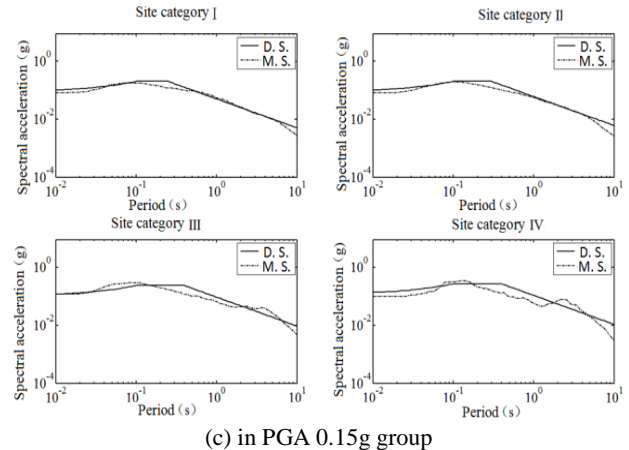 Site category I
Spectral acceleration (g)
10^0
10^-2
10^-4
D. S.
M. S.
10^-2
10^-1
10^0
10^1
Period (s)
Site category II
Spectral acceleration (g)
10^0
10^-2
10^-4
D. S.
M. S.
10^-2
10^-1
10^0
10^1
Period (s)
Site category III
Spectral acceleration (g)
10^0
10^-2
10^-4
D. S.
M. S.
10^-2
10^-1
10^0
10^1
Period (s)
Site category IV
Spectral acceleration (g)
10^0
10^-2
10^-4
D. S.
M. S.
10^-2
10^-1
10^0
10^1
Period (s)
(c) in PGA 0.15g group